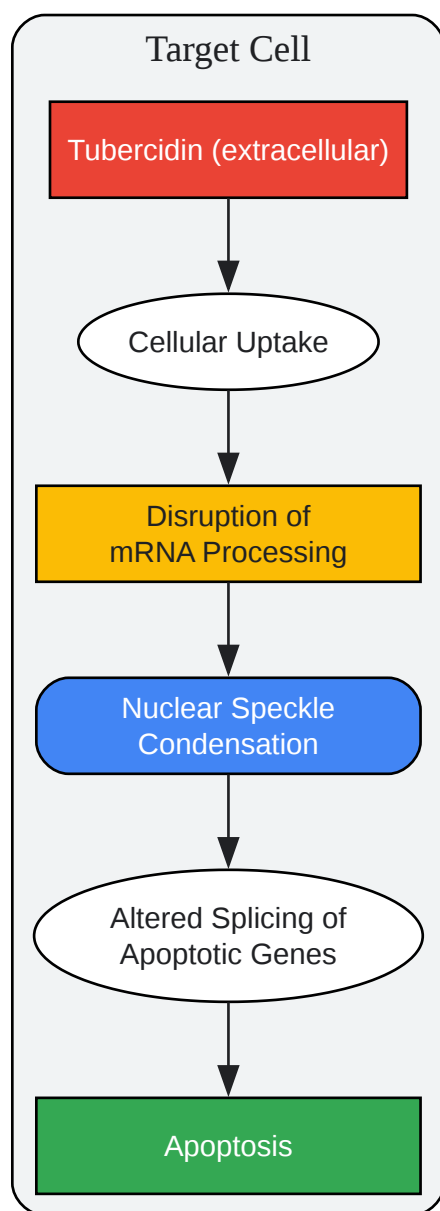 Target Cell
Tubercidin (extracellular)
Cellular Uptake
Disruption of
mRNA Processing
Nuclear Speckle
Condensation
Altered Splicing of
Apoptotic Genes
Apoptosis